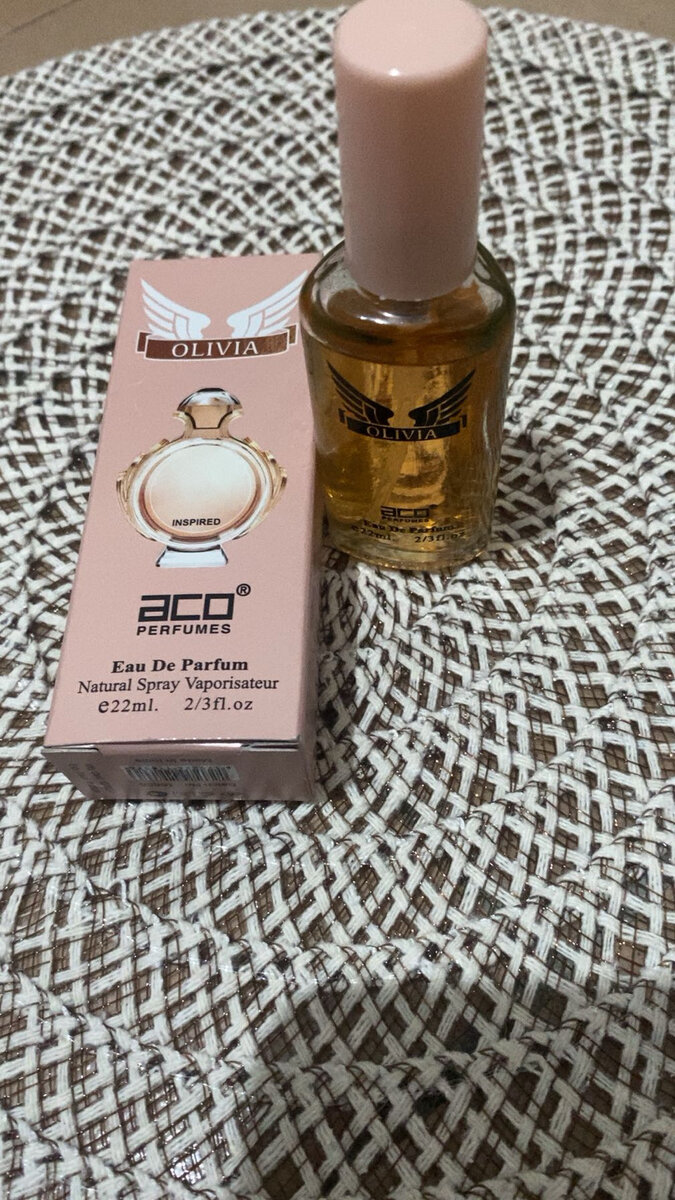 OLIVIA
INSPIRED
aco®
PERFUMES
Eau De Parfum
Natural Spray Vaporisateur
e22ml. 2/3fl.oz
OLIVIA
aco®
PERFUMES
Eau De Parfum
e22ml. 2/3fl.oz